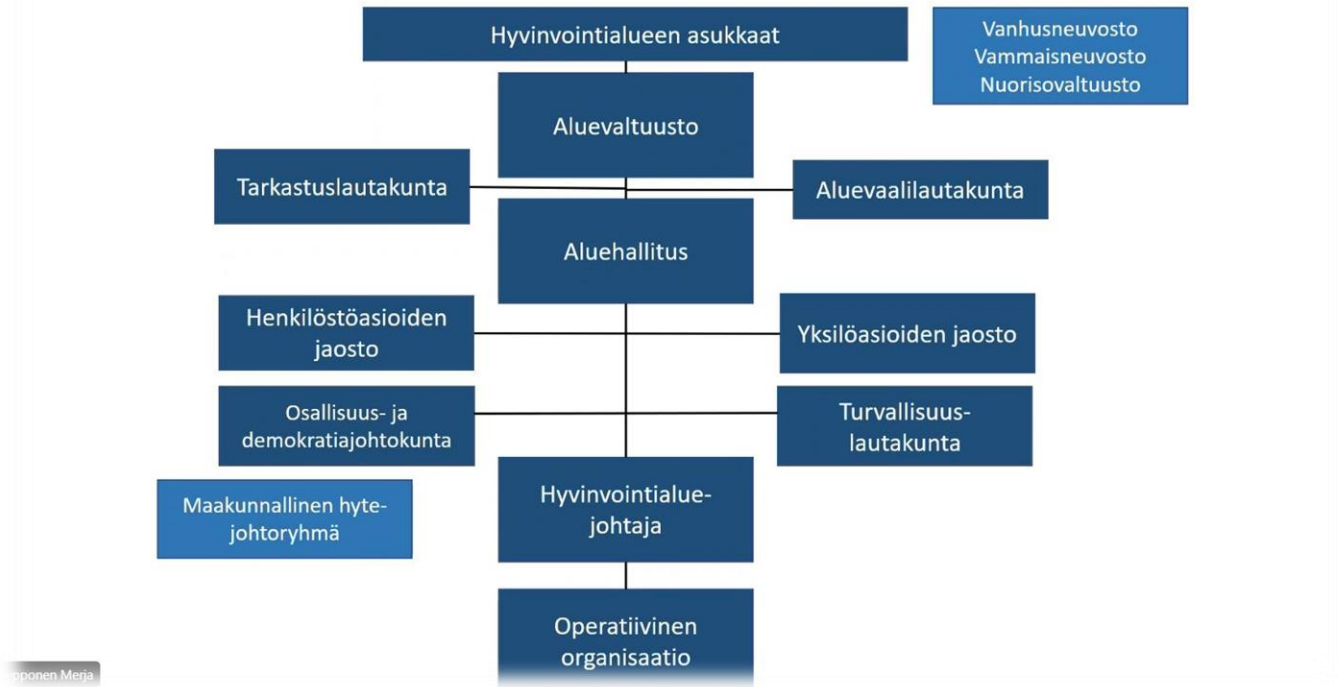 Hyvinvointialueen asukkaat
Vanhusneuvosto
Vammaisneuvosto
Nuorisovaltuusto
Aluevaltuusto
Tarkastuslautakunta
Aluevaalilautakunta
Aluehallitus
Henkilöstöasioiden
jaosto
Yksilöasioiden jaosto
Osallisuus- ja
demokratiajohtokunta
Turvallisuus-
lautakunta
Maakunnallinen hyte-
johtoryhmä
Hyvinvointialue-
johtaja
Operatiivinen
organisaatio
Merja